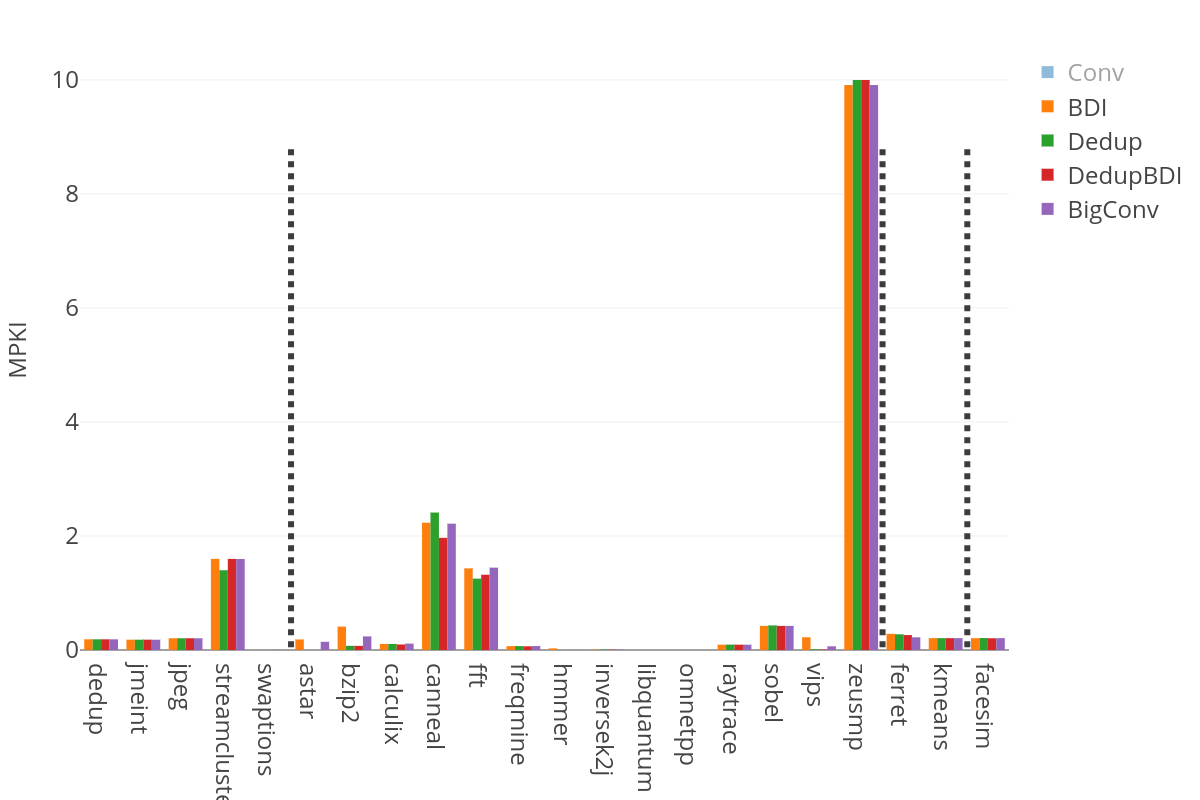 MPKI
10
8
6
4
2
0
dedup
jmeint
jpeg
streamcluste
swaptions
astar
bzip2
calculix
canneal
fft
freqmine
hmmer
inversek2j
libquantum
omnetpp
raytrace
sobel
vips
zeusmp
ferret
kmeans
facesim
Conv
BDI
Dedup
DedupBDI
BigConv